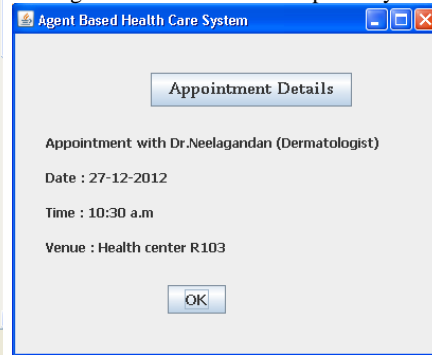 Agent Based Health Care System
Appointment Details
Appointment with Dr.Neelagandan (Dermatologist)
Date : 27-12-2012
Time : 10:30 a.m
Venue : Health center R103
OK